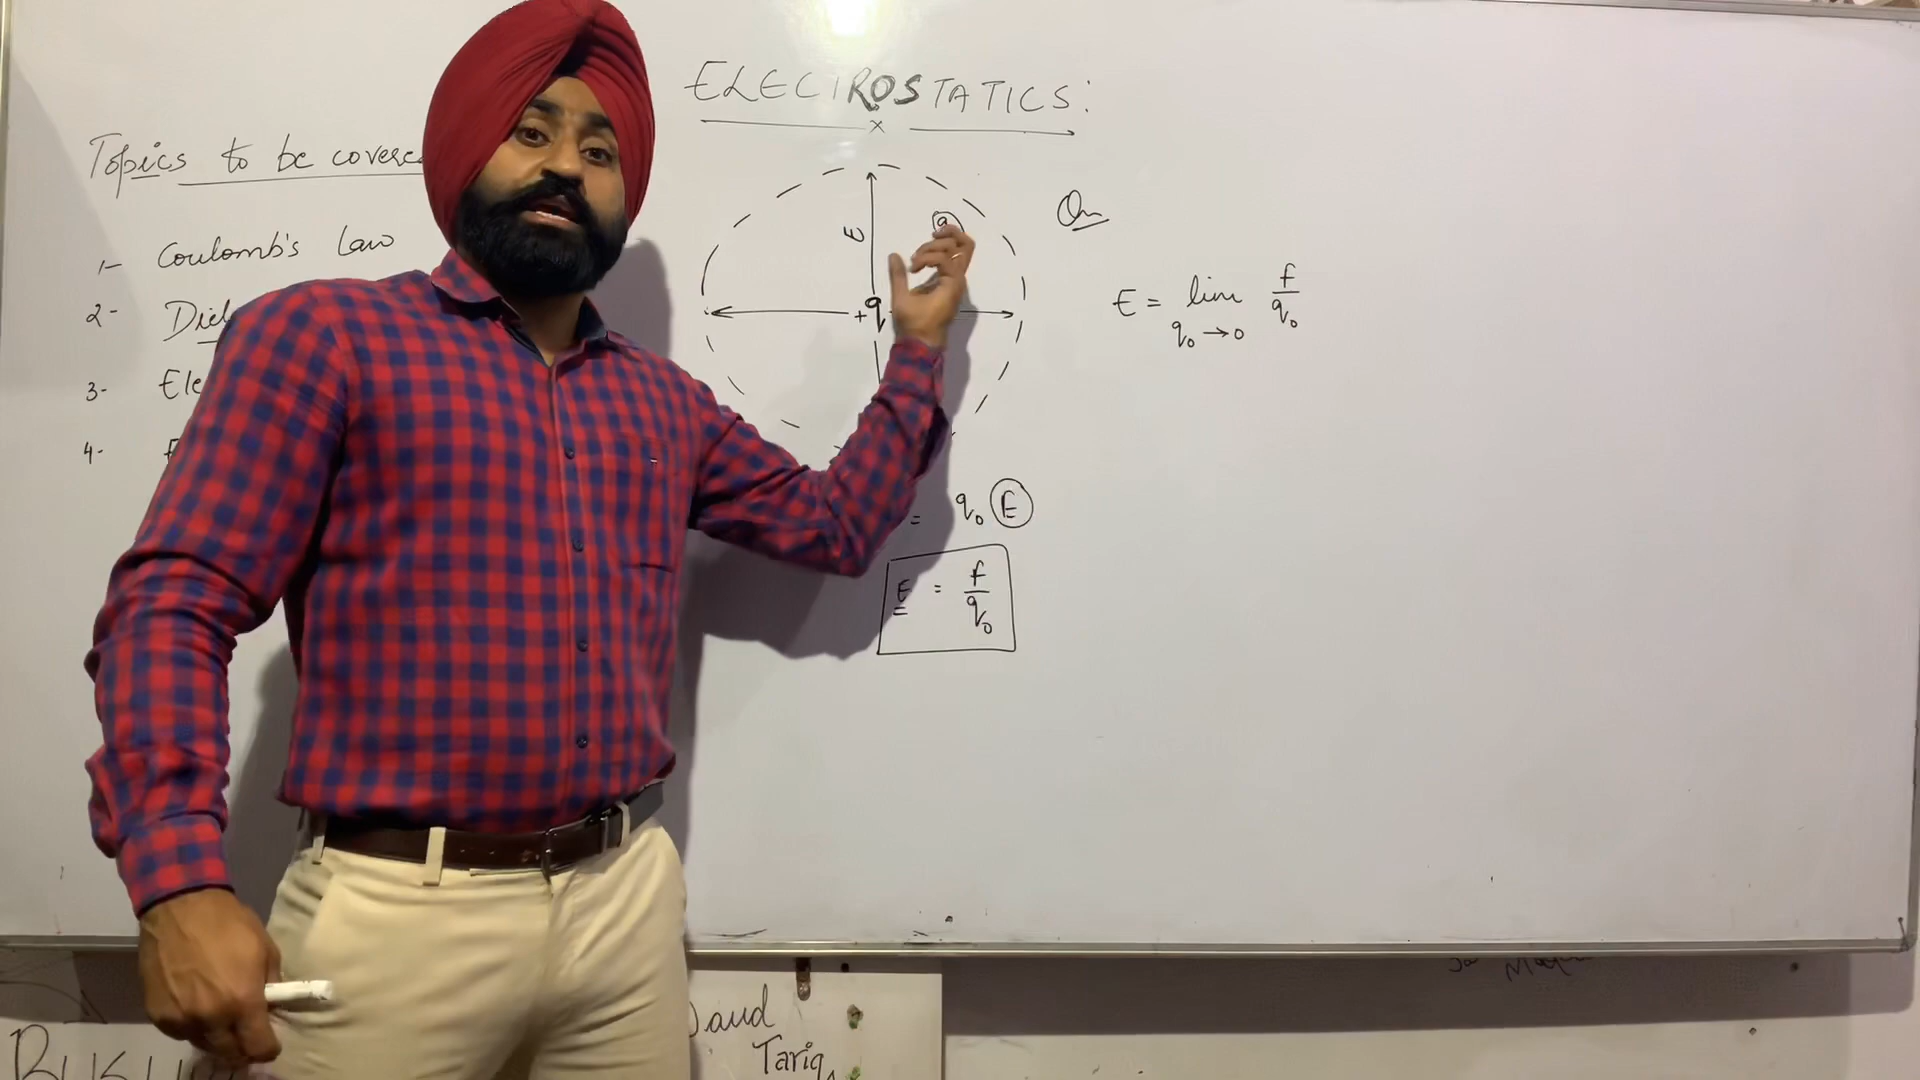 ELECTROSTATICS:
x
Topics to be covere
1- Coulomb's Law
2- Diel
3- Ele
4-
E
q
+q
Qn
E = lim f/q₀
q₀ → 0
= q₀ E
E = f/q₀
Daud
Tariq